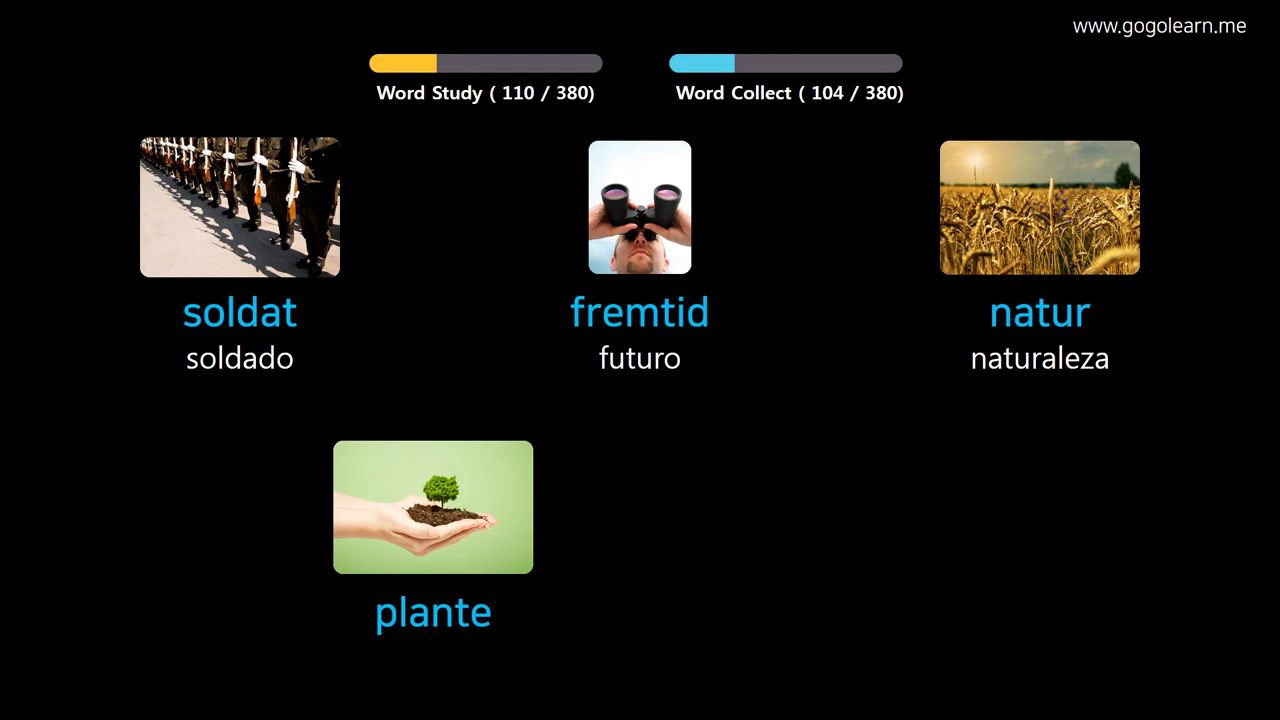 www.gogolearn.me
Word Study ( 110 / 380)
Word Collect ( 104 / 380)
soldat
soldado
fremtid
futuro
natur
naturaleza
plante